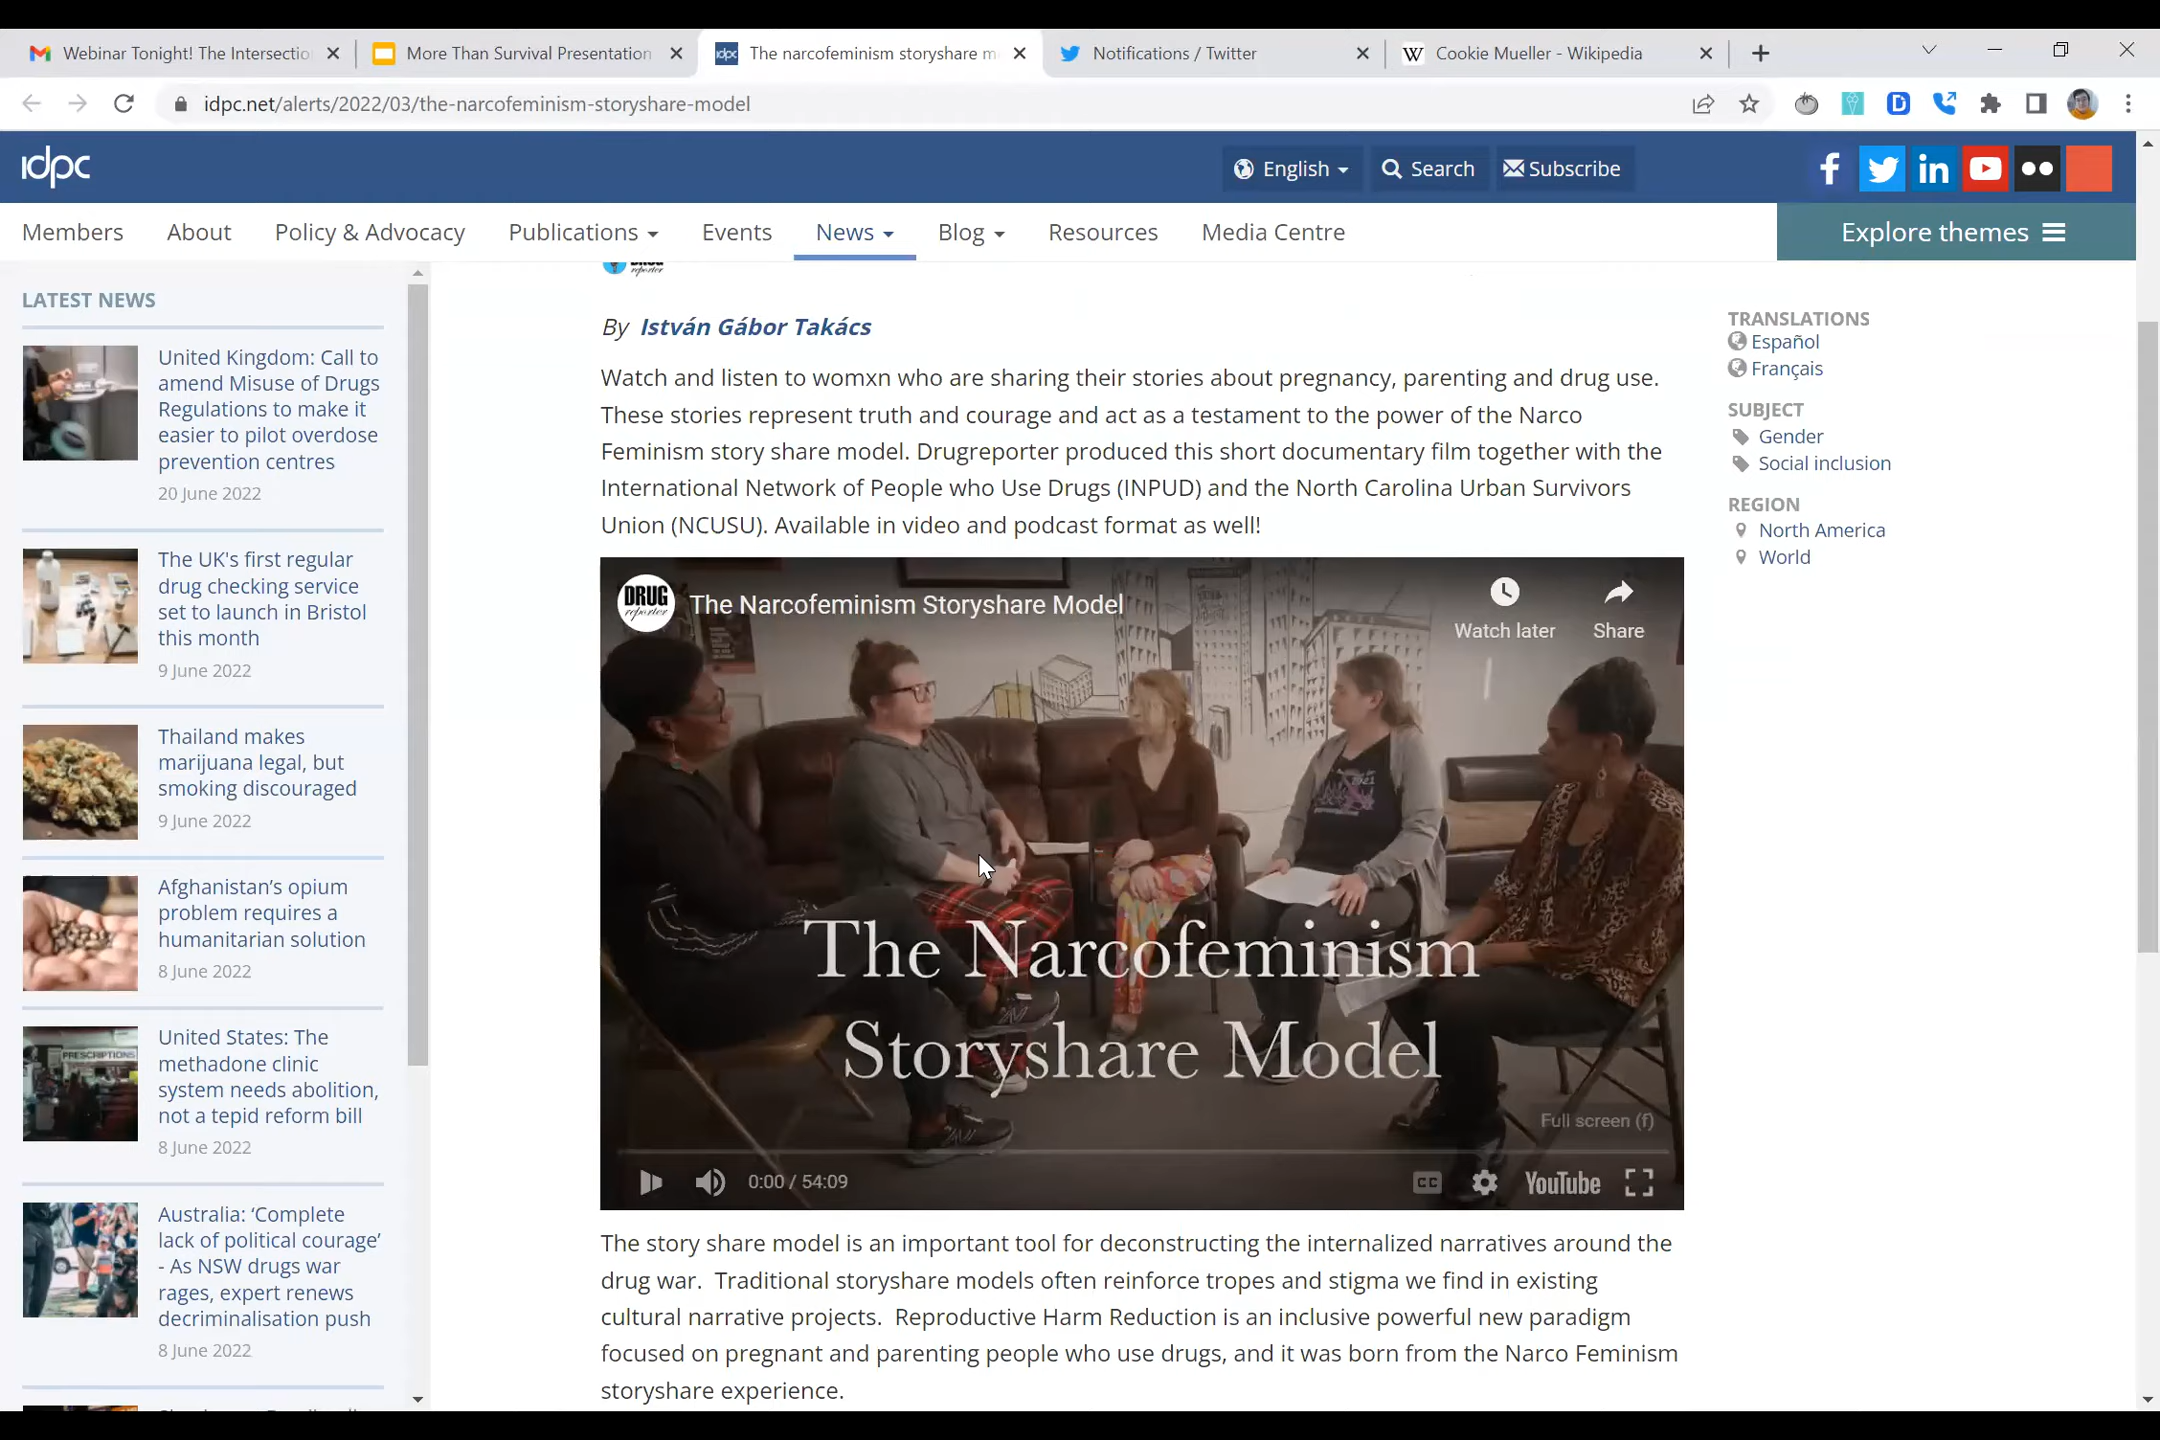 Webinar Tonight! The Intersectio
More Than Survival Presentation
The narcofeminism storyshare m
Notifications / Twitter
Cookie Mueller - Wikipedia
idpc.net/alerts/2022/03/the-narcofeminism-storyshare-model
idpc
English
Search
Subscribe
Members
About
Policy & Advocacy
Publications
Events
News
Blog
Resources
Media Centre
Explore themes
LATEST NEWS
United Kingdom: Call to
amend Misuse of Drugs
Regulations to make it
easier to pilot overdose
prevention centres
20 June 2022
The UK's first regular
drug checking service
set to launch in Bristol
this month
9 June 2022
Thailand makes
marijuana legal, but
smoking discouraged
9 June 2022
Afghanistan’s opium
problem requires a
humanitarian solution
8 June 2022
PRESCRIPTIONS
United States: The
methadone clinic
system needs abolition,
not a tepid reform bill
8 June 2022
Australia: ‘Complete
lack of political courage’
- As NSW drugs war
rages, expert renews
decriminalisation push
8 June 2022
reporter
By István Gábor Takács
Watch and listen to womxn who are sharing their stories about pregnancy, parenting and drug use.
These stories represent truth and courage and act as a testament to the power of the Narco
Feminism story share model. Drugreporter produced this short documentary film together with the
International Network of People who Use Drugs (INPUD) and the North Carolina Urban Survivors
Union (NCUSU). Available in video and podcast format as well!
DRUG
reporter
The Narcofeminism Storyshare Model
Watch later
Share
The Narcofeminism
Storyshare Model
Full screen (f)
0:00 / 54:09
CC
YouTube
The story share model is an important tool for deconstructing the internalized narratives around the
drug war. Traditional storyshare models often reinforce tropes and stigma we find in existing
cultural narrative projects. Reproductive Harm Reduction is an inclusive powerful new paradigm
focused on pregnant and parenting people who use drugs, and it was born from the Narco Feminism
storyshare experience.
TRANSLATIONS
Español
Français
SUBJECT
Gender
Social inclusion
REGION
North America
World